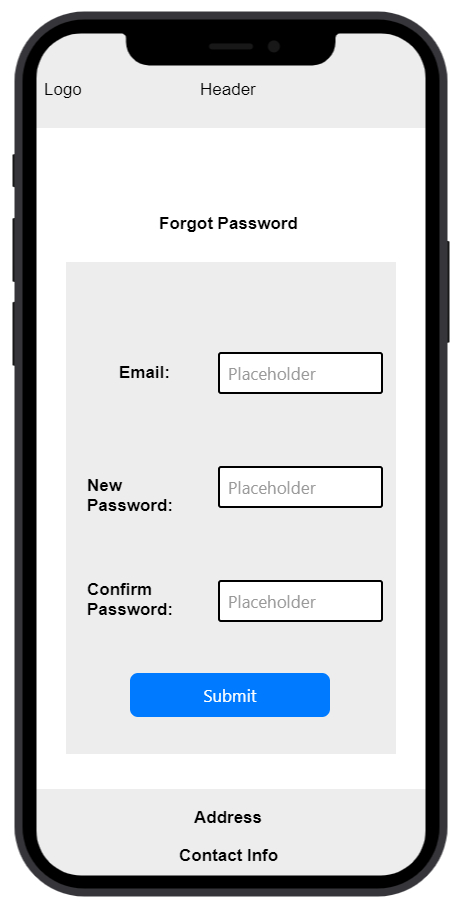 Logo
Header
Forgot Password
Email:
Placeholder
New
Password:
Placeholder
Confirm
Password:
Placeholder
Submit
Address
Contact Info